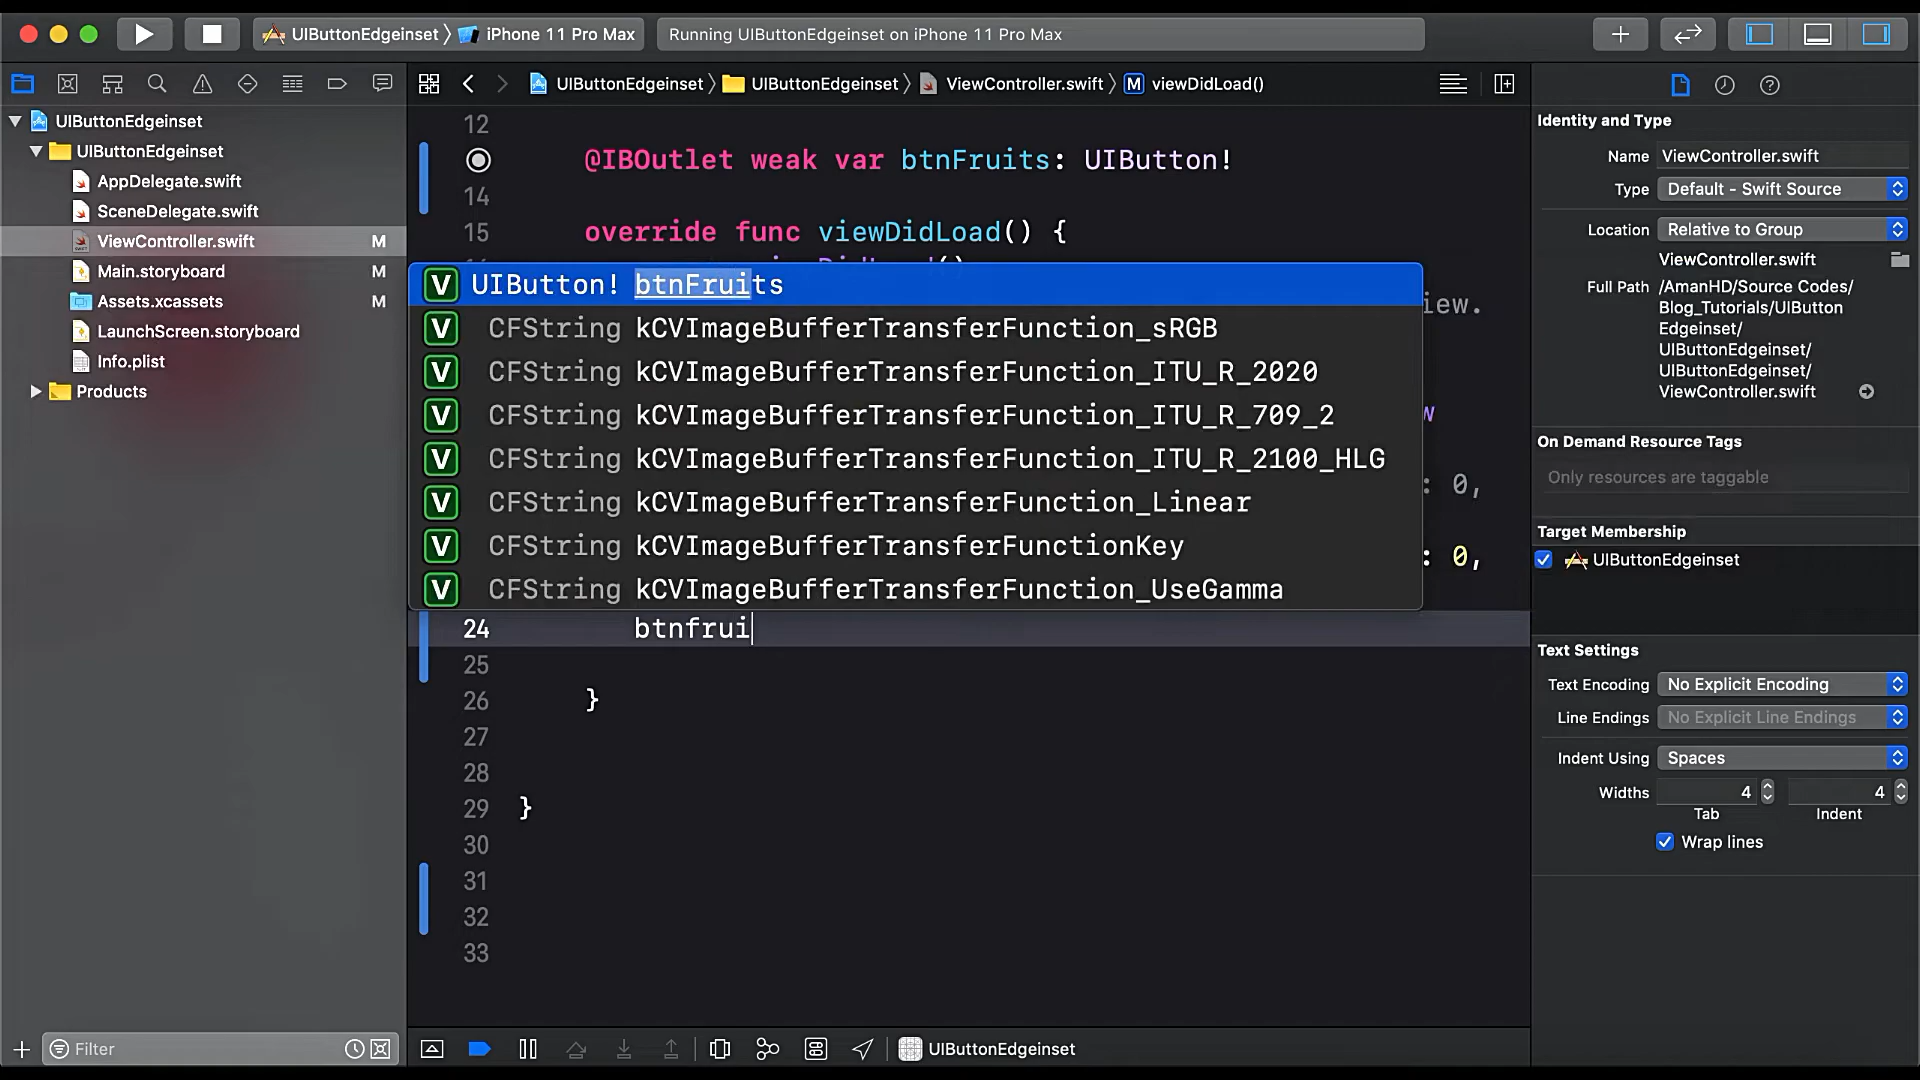 UIButtonEdgeinset
iPhone 11 Pro Max
Running UIButtonEdgeinset on iPhone 11 Pro Max
UIButtonEdgeinset
UIButtonEdgeinset
ViewController.swift
M
viewDidLoad()
UIButtonEdgeinset
UIButtonEdgeinset
AppDelegate.swift
SceneDelegate.swift
ViewController.swift M
Main.storyboard M
Assets.xcassets M
LaunchScreen.storyboard
Info.plist
Products
Filter
12
@IBOutlet weak var btnFruits: UIButton!
14
15 override func viewDidLoad() {
V UIButton! btnFruits
V CFString kCVImageBufferTransferFunction_sRGB
V CFString kCVImageBufferTransferFunction_ITU_R_2020
V CFString kCVImageBufferTransferFunction_ITU_R_709_2
V CFString kCVImageBufferTransferFunction_ITU_R_2100_HLG
V CFString kCVImageBufferTransferFunction_Linear
V CFString kCVImageBufferTransferFunctionKey
V CFString kCVImageBufferTransferFunction_UseGamma
iew.
w
: 0,
: 0,
24 btnfrui
25
26 }
27
28
29 }
30
31
32
33
UIButtonEdgeinset
Identity and Type
Name ViewController.swift
Type Default - Swift Source
Location Relative to Group
ViewController.swift
Full Path /AmanHD/Source Codes/
Blog_Tutorials/UIButton
Edgeinset/
UIButtonEdgeinset/
UIButtonEdgeinset/
ViewController.swift
On Demand Resource Tags
Only resources are taggable
Target Membership
UIButtonEdgeinset
Text Settings
Text Encoding No Explicit Encoding
Line Endings No Explicit Line Endings
Indent Using Spaces
Widths 4 4
Tab Indent
Wrap lines